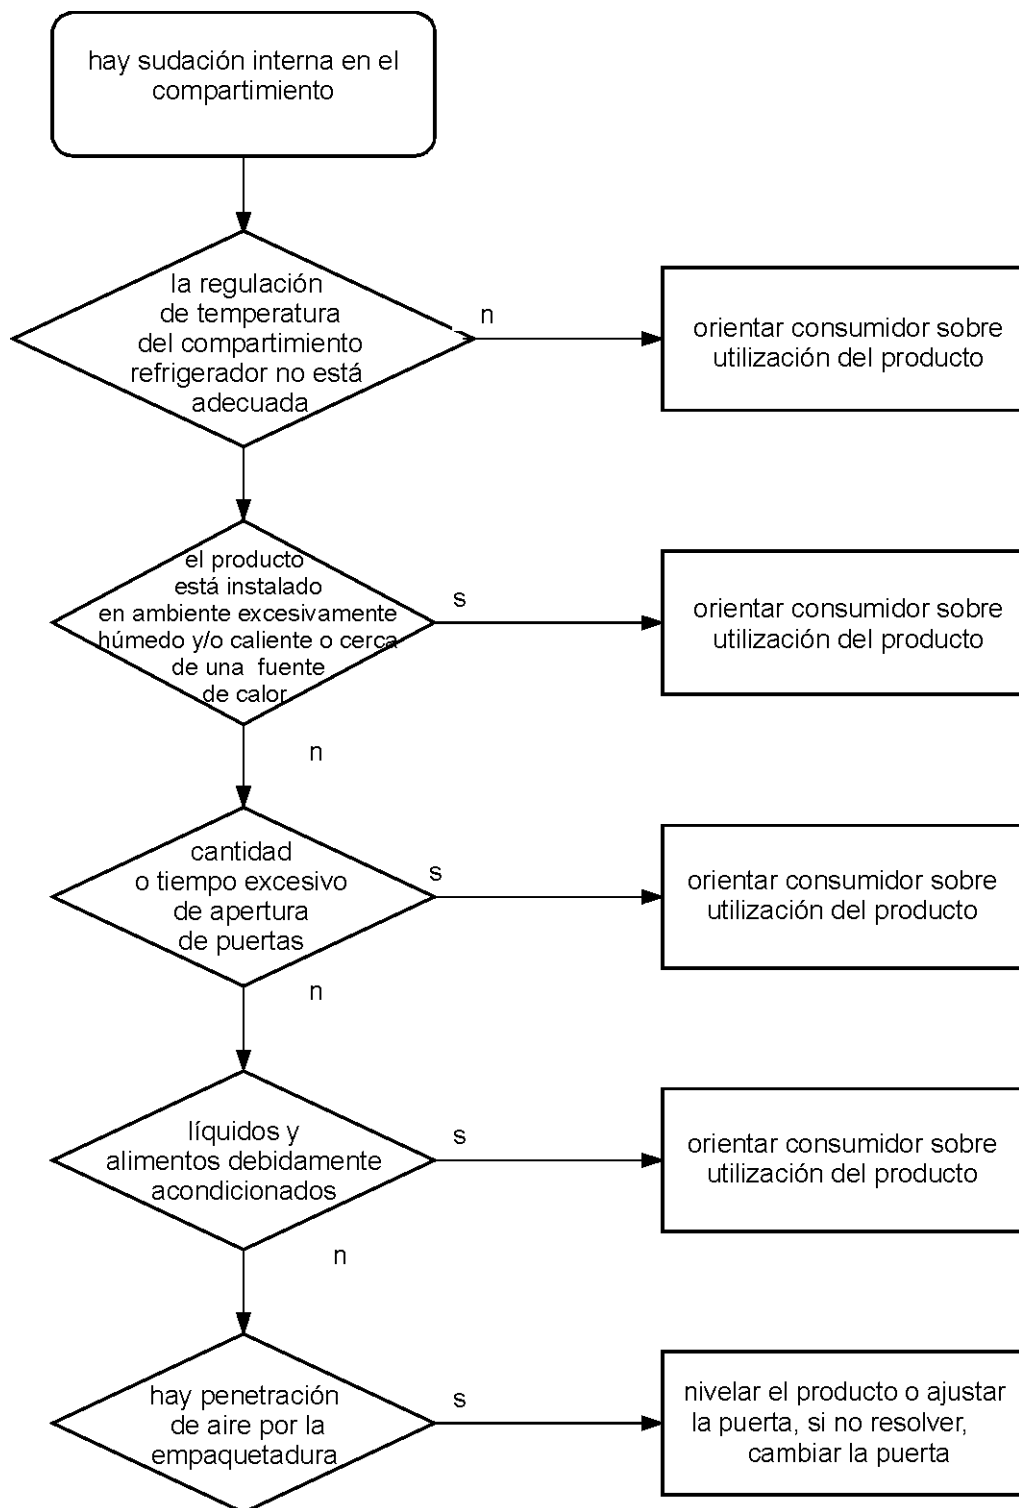 hay sudación interna en el
compartimiento
la regulación
de temperatura
del compartimiento
refrigerador no está
adecuada
n
orientar consumidor sobre
utilización del producto
el producto
está instalado
en ambiente excesivamente
húmedo y/o caliente o cerca
de una fuente
de calor
s
orientar consumidor sobre
utilización del producto
n
cantidad
o tiempo excesivo
de apertura
de puertas
s
orientar consumidor sobre
utilización del producto
n
líquidos y
alimentos debidamente
acondicionados
s
orientar consumidor sobre
utilización del producto
n
hay penetración
de aire por la
empaquetadura
s
nivelar el producto o ajustar
la puerta, si no resolver,
cambiar la puerta